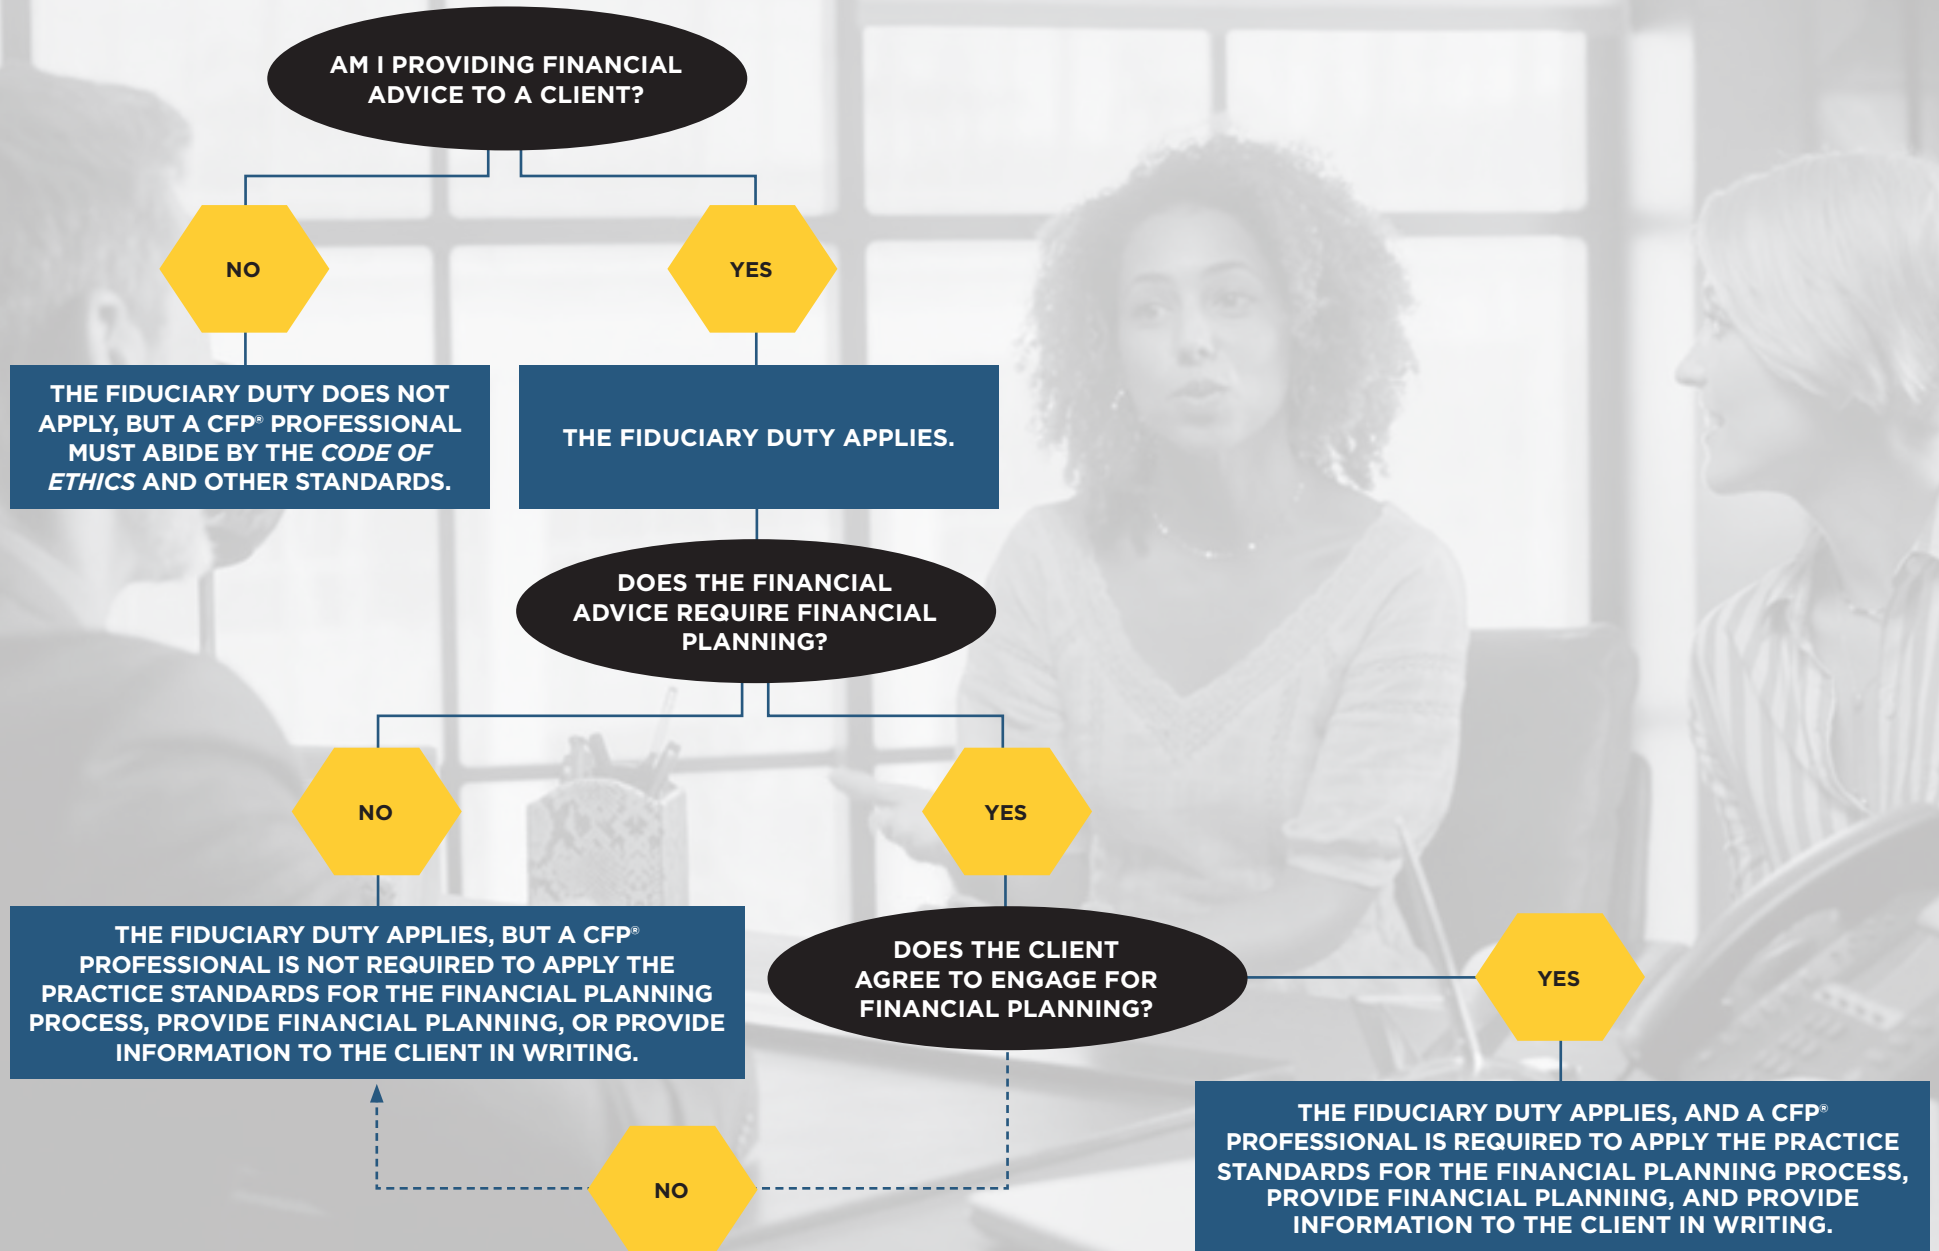 AM I PROVIDING FINANCIAL
ADVICE TO A CLIENT?
NO
YES
THE FIDUCIARY DUTY DOES NOT
APPLY, BUT A CFP® PROFESSIONAL
MUST ABIDE BY THE CODE OF
ETHICS AND OTHER STANDARDS.
THE FIDUCIARY DUTY APPLIES.
DOES THE FINANCIAL
ADVICE REQUIRE FINANCIAL
PLANNING?
NO
YES
THE FIDUCIARY DUTY APPLIES, BUT A CFP®
PROFESSIONAL IS NOT REQUIRED TO APPLY THE
PRACTICE STANDARDS FOR THE FINANCIAL PLANNING
PROCESS, PROVIDE FINANCIAL PLANNING, OR PROVIDE
INFORMATION TO THE CLIENT IN WRITING.
DOES THE CLIENT
AGREE TO ENGAGE FOR
FINANCIAL PLANNING?
YES
NO
THE FIDUCIARY DUTY APPLIES, AND A CFP®
PROFESSIONAL IS REQUIRED TO APPLY THE PRACTICE
STANDARDS FOR THE FINANCIAL PLANNING PROCESS,
PROVIDE FINANCIAL PLANNING, AND PROVIDE
INFORMATION TO THE CLIENT IN WRITING.